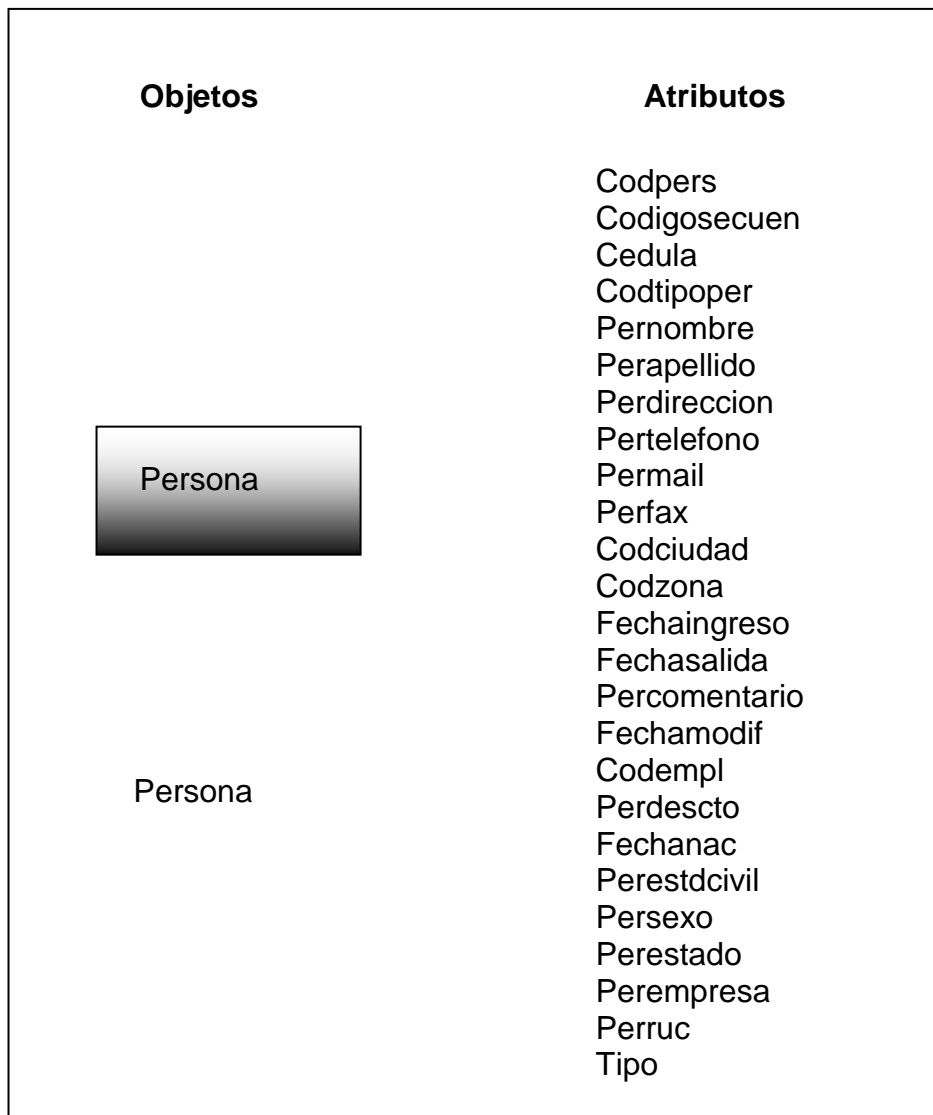 Objetos
Atributos
Persona
Persona
Codpers
Codigosecuen
Cedula
Codtipoper
Pernombre
Perapellido
Perdireccion
Pertelefono
Permail
Perfax
Codciudad
Codzona
Fechaingreso
Fechasalida
Percomentario
Fechamodif
Codempl
Perdescto
Fechanac
Perestdcivil
Persexo
Perestado
Perempresa
Perruc
Tipo